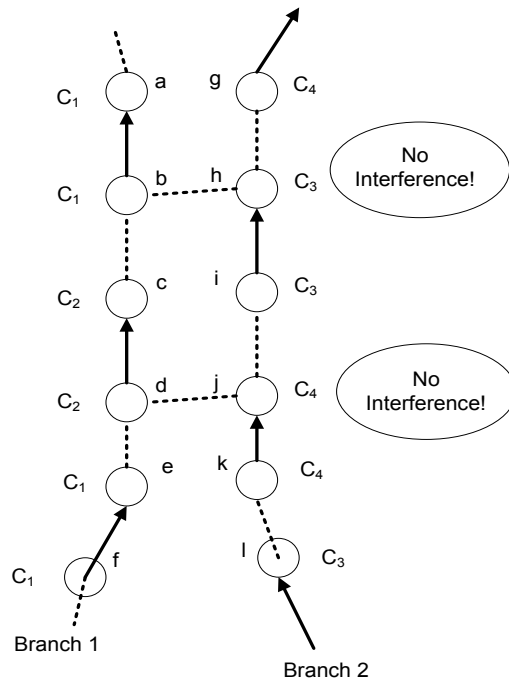 C1 a g C4
No
Interference!
C1 b h C3
C2 c i C3
C2 d j C4
No
Interference!
C1 e k C4
C1 f l C3
Branch 1
Branch 2